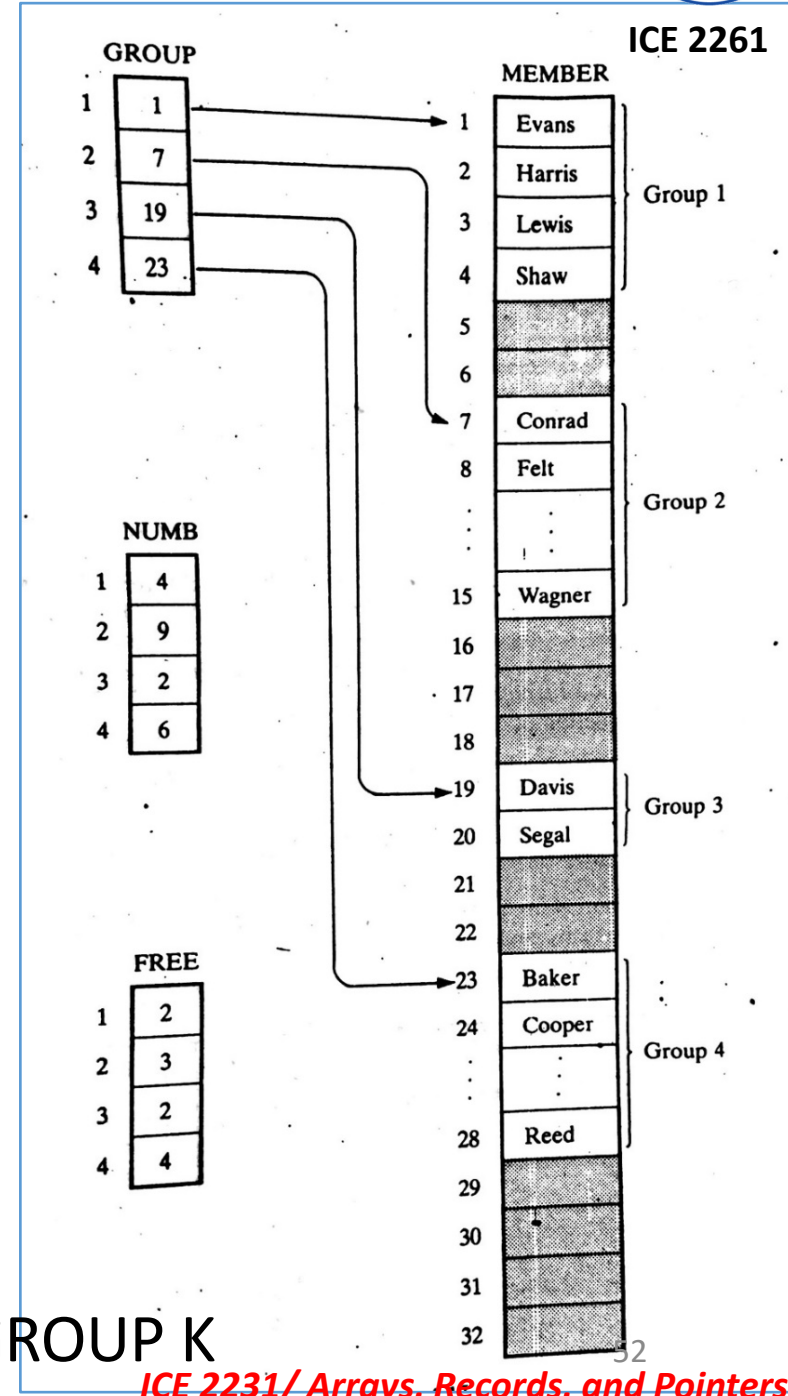 ICE 2261
GROUP
1 1
2 7
3 19
4 23
NUMB
1 4
2 9
3 2
4 6
FREE
1 2
2 3
3 2
4 4
MEMBER
1 Evans
2 Harris
3 Lewis
4 Shaw
5
6
Group 1
7 Conrad
8 Felt
. .
. .
. .
15 Wagner
Group 2
16
17
18
19 Davis
20 Segal
Group 3
21
22
23 Baker
24 Cooper
. .
. .
. .
28 Reed
Group 4
29
30
31
32
ROUP K
52
ICE 2231/ Arrays, Records, and Pointers